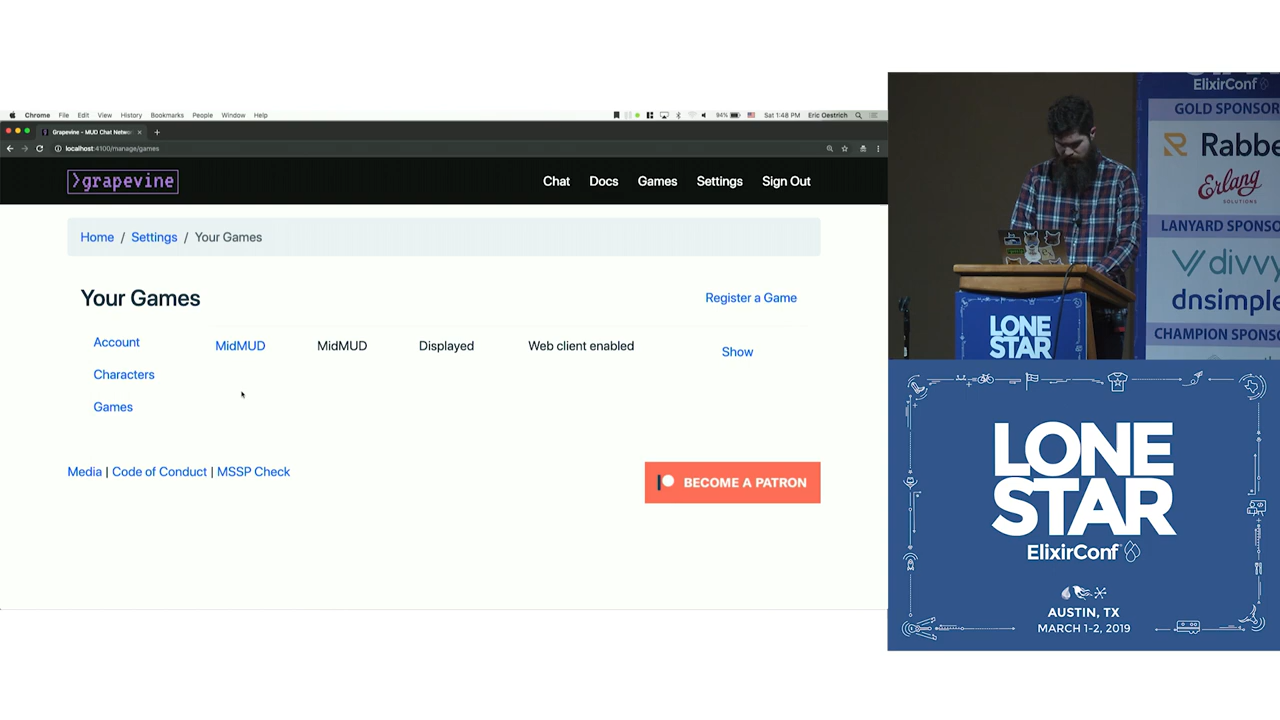 Chrome File Edit View History Bookmarks People Window Help
94% Sat 1:48 PM Eric Oestrich
Grapevine - MUD Chat Netwo
localhost:4100/manage/games
>grapevine
Chat Docs Games Settings Sign Out
Home / Settings / Your Games
Your Games
Register a Game
Account
Characters
Games
MidMUD MidMUD Displayed Web client enabled Show
Media | Code of Conduct | MSSP Check
BECOME A PATRON
ElixirConf
GOLD SPONSOR
Rabbe
Erlang
SOLUTIONS
LANYARD SPONSO
divvy
dnsimple
CHAMPION SPONS
LONE
STAR
LONE
STAR
ElixirConf
AUSTIN, TX
MARCH 1-2, 2019